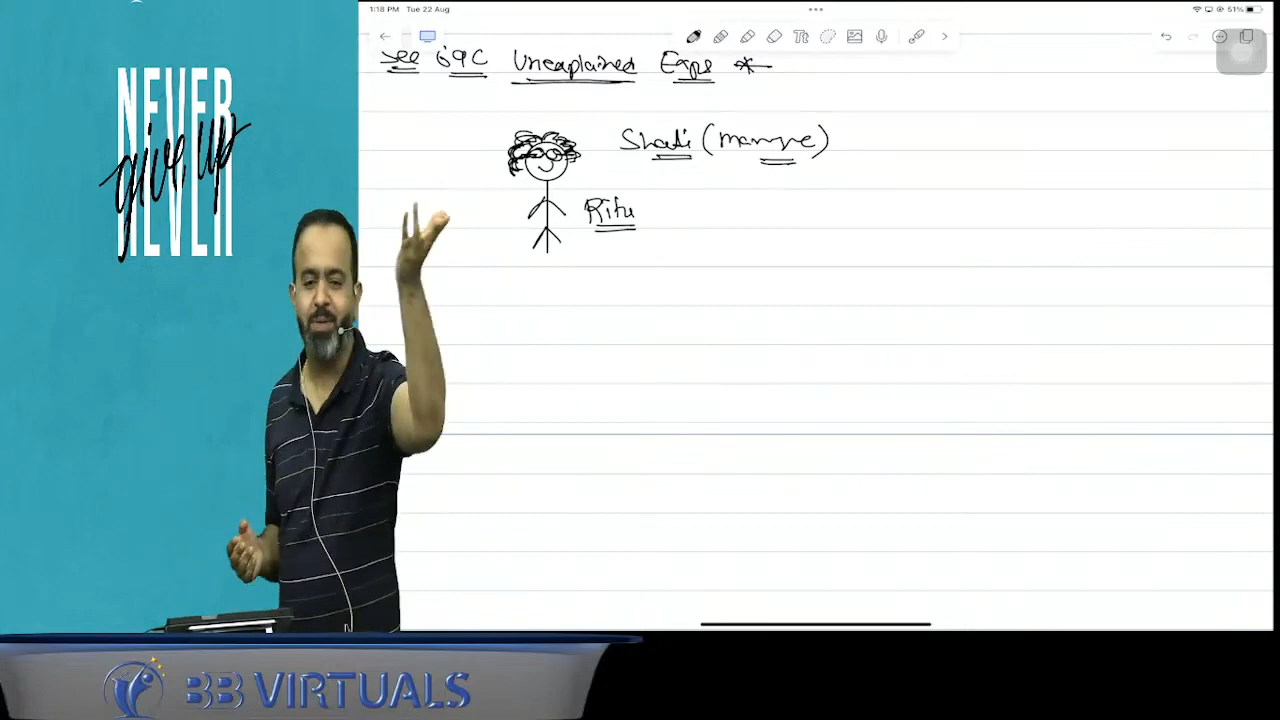 1:18 PM Tue 22 Aug
51%
See 69C Unexplained Exps *
Shadi (Marriage)
Ritu
NEVER
give up
NEVER
BB VIRTUALS